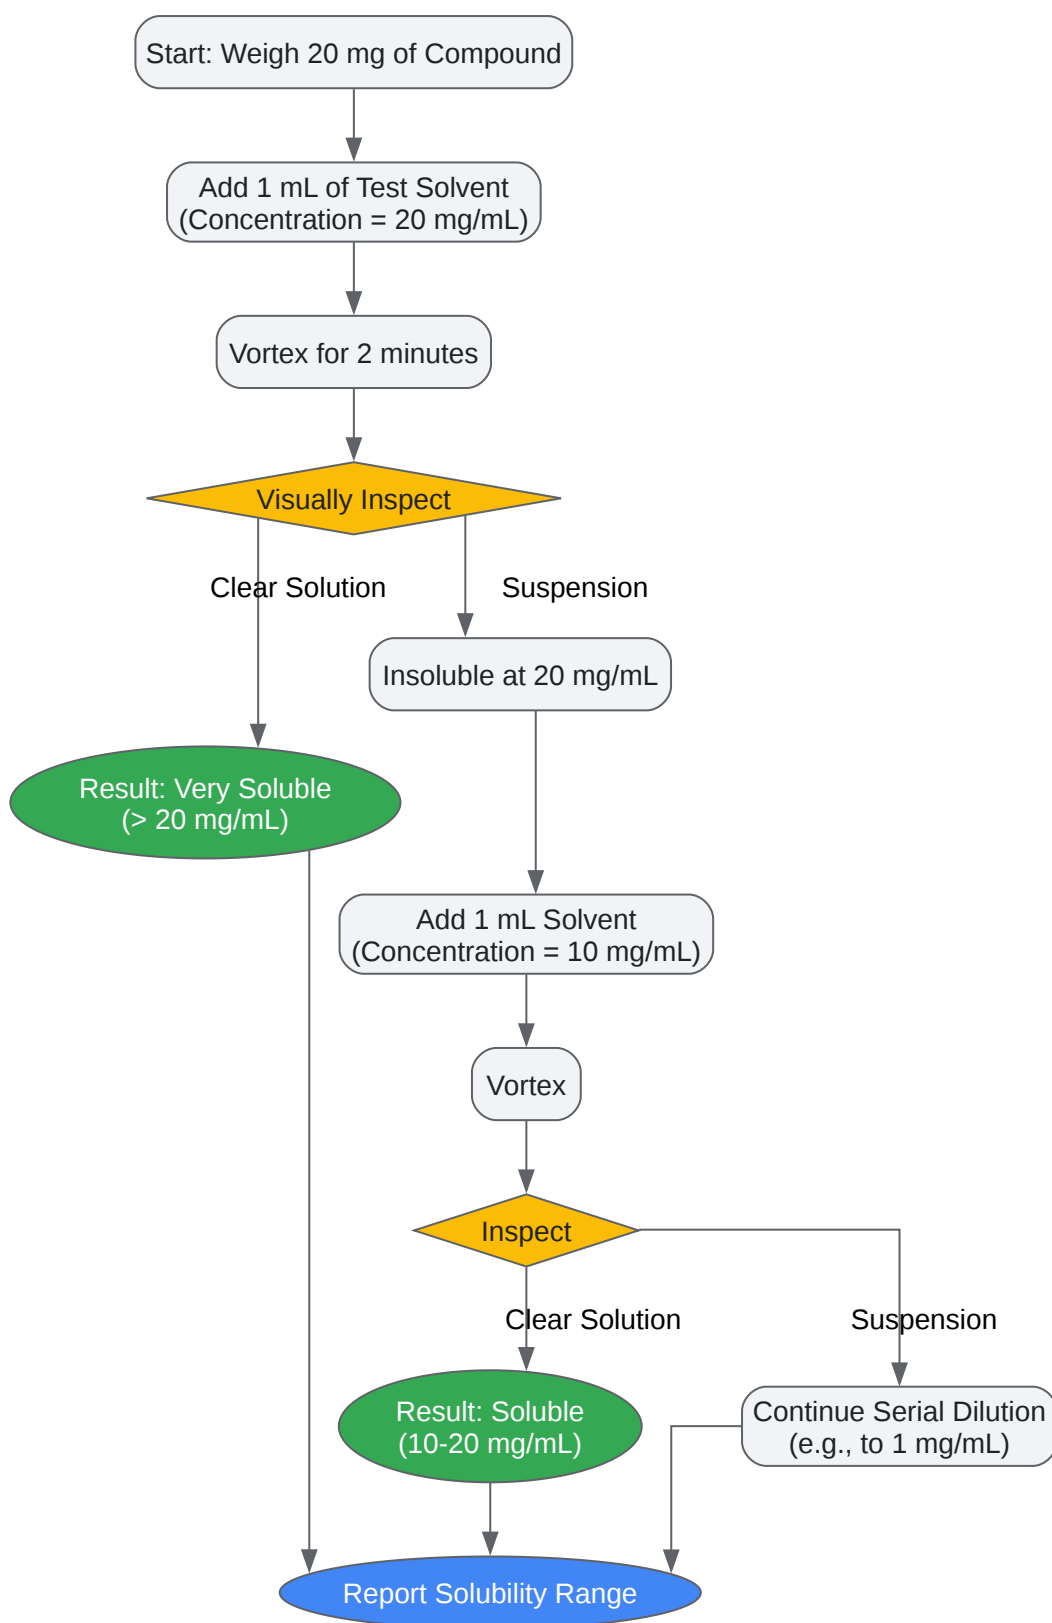 Start: Weigh 20 mg of Compound
Add 1 mL of Test Solvent
(Concentration = 20 mg/mL)
Vortex for 2 minutes
Visually Inspect
Clear Solution
Suspension
Insoluble at 20 mg/mL
Result: Very Soluble
(> 20 mg/mL)
Add 1 mL Solvent
(Concentration = 10 mg/mL)
Vortex
Inspect
Clear Solution
Suspension
Result: Soluble
(10-20 mg/mL)
Continue Serial Dilution
(e.g., to 1 mg/mL)
Report Solubility Range